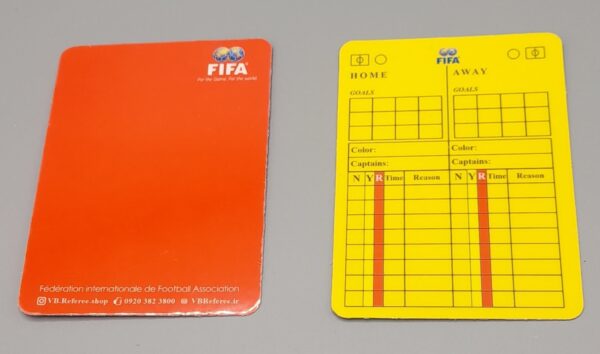 FIFA
For the Game. For the world.
Fédération internationale de Football Association
VB.Referee.shop 0920 382 3800 VBReferee.ir
FIFA
HOME AWAY
GOALS GOALS
Color: Color:
Captains: Captains:
N Y R Time Reason N Y R Time Reason